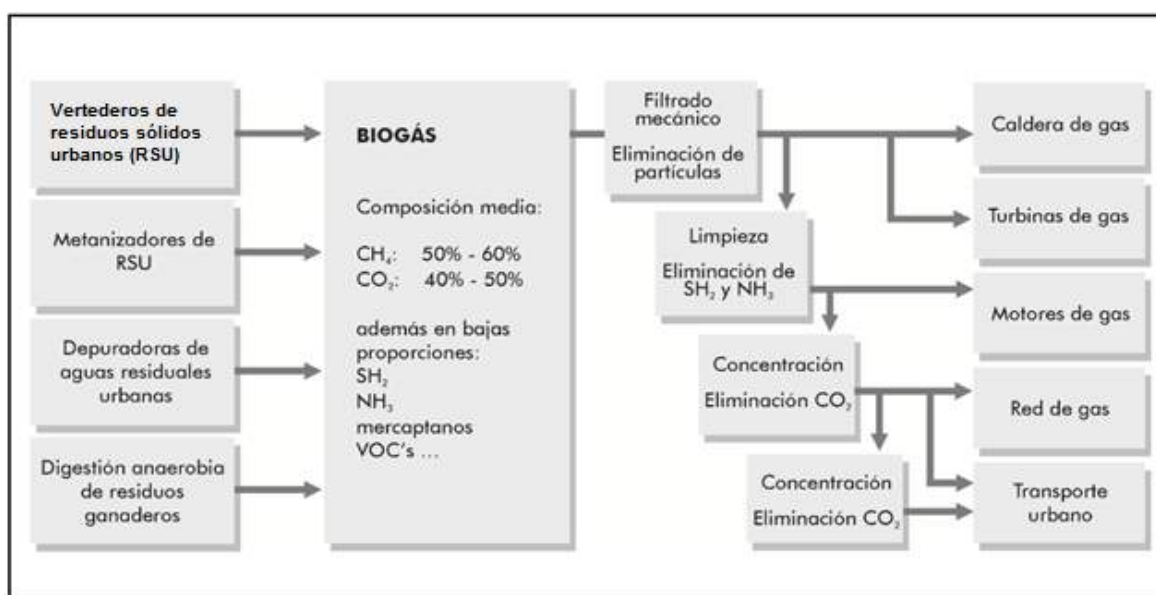 Vertederos de
residuos sólidos
urbanos (RSU)
Metanizadores de
RSU
Depuradoras de
aguas residuales
urbanas
Digestión anaerobia
de residuos
ganaderos
BIOGÁS
Composición media:
CH₄: 50% - 60%
CO₂: 40% - 50%
además en bajas
proporciones:
SH₂
NH₃
mercaptanos
VOC's ...
Filtrado
mecánico
Eliminación de
partículas
Limpieza
Eliminación de
SH₂ y NH₃
Concentración
Eliminación CO₂
Concentración
Eliminación CO₂
Caldera de gas
Turbinas de gas
Motores de gas
Red de gas
Transporte
urbano